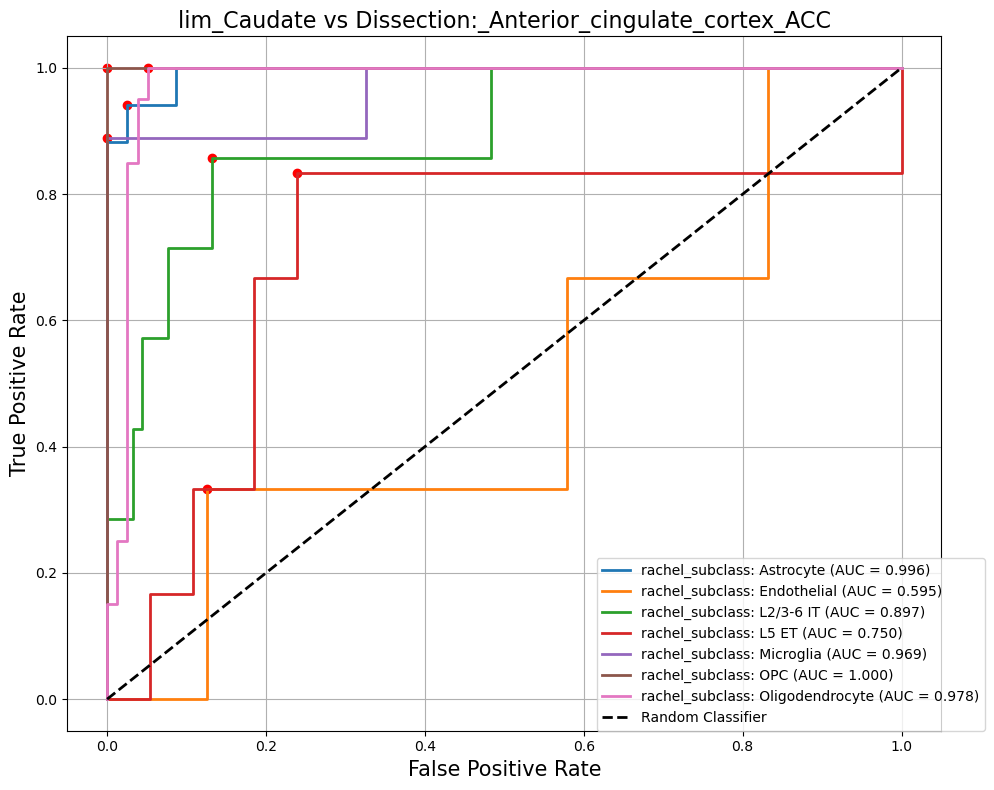 lim_Caudate vs Dissection:_Anterior_cingulate_cortex_ACC
True Positive Rate
1.0
0.8
0.6
0.4
0.2
0.0
0.0
0.2
0.4
0.6
0.8
1.0
False Positive Rate
rachel_subclass: Astrocyte (AUC = 0.996)
rachel_subclass: Endothelial (AUC = 0.595)
rachel_subclass: L2/3-6 IT (AUC = 0.897)
rachel_subclass: L5 ET (AUC = 0.750)
rachel_subclass: Microglia (AUC = 0.969)
rachel_subclass: OPC (AUC = 1.000)
rachel_subclass: Oligodendrocyte (AUC = 0.978)
Random Classifier